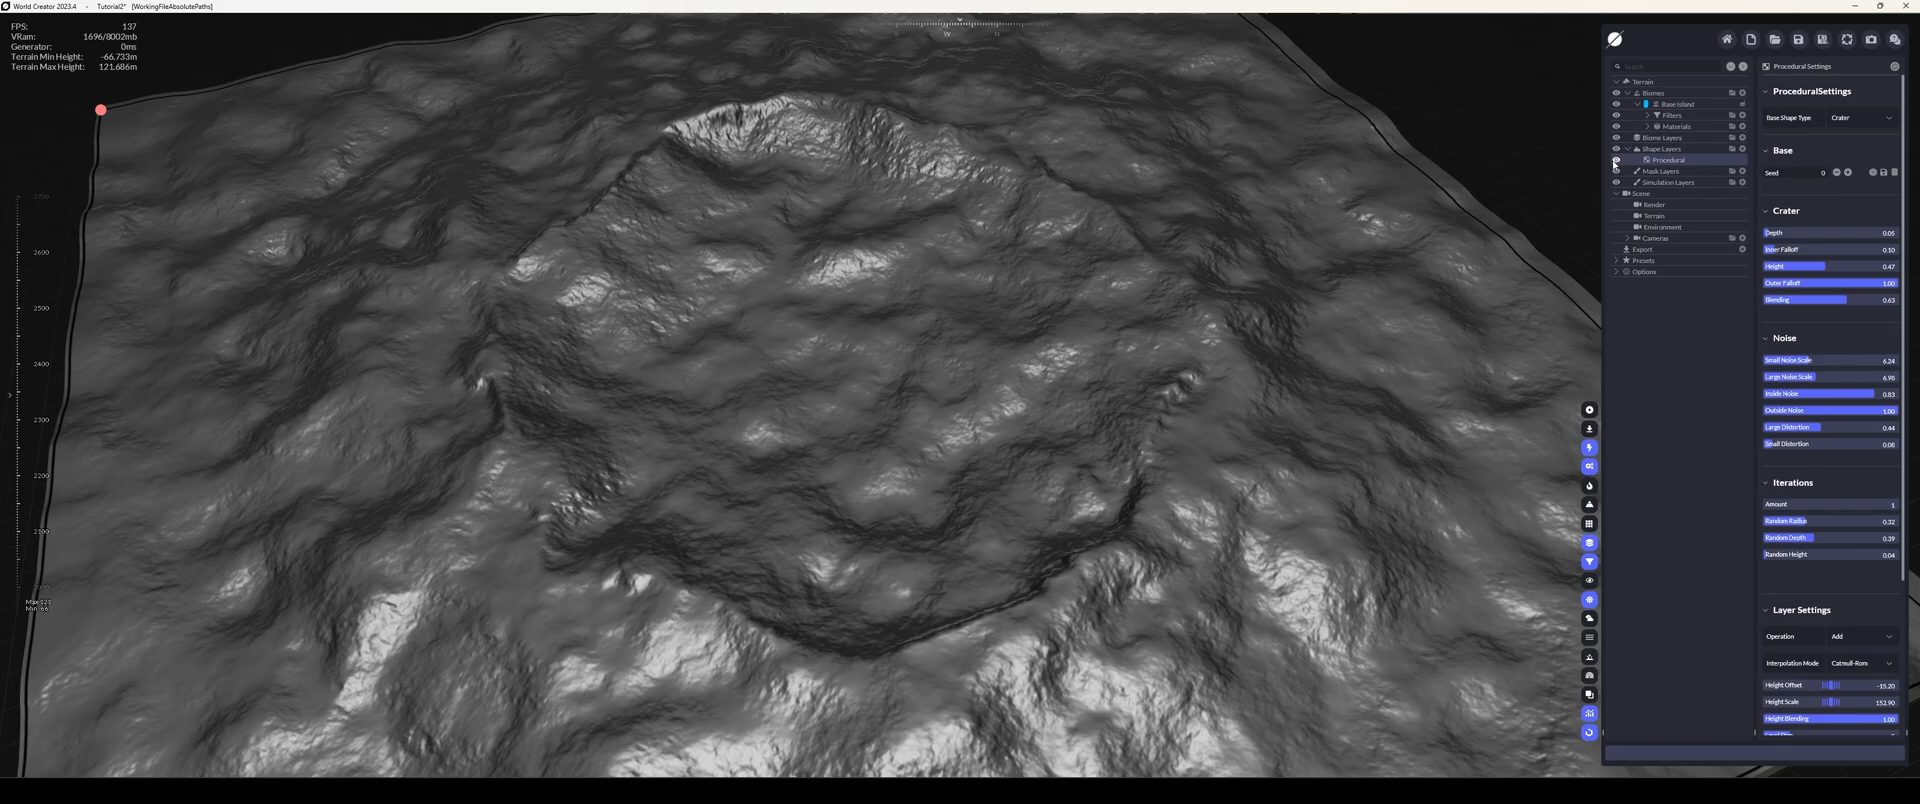 World Creator 2023.4 - Tutorial2* [WorkingFileAbsolutePaths]
FPS: 137
VRam: 1696/8002mb
Generator: 0ms
Terrain Min Height: -66.733m
Terrain Max Height: 121.686m
W N
2700
2600
2500
2400
2300
2200
2100
Search
Terrain
Biomes
Base Island
Filters
Materials
Biome Layers
Shape Layers
Procedural
Mask Layers
Simulation Layers
Scene
Render
Terrain
Environment
Cameras
Export
Presets
Options
Procedural Settings
ProceduralSettings
Base Shape Type Crater
Base
Seed 0
Crater
Depth 0.05
Inner Falloff 0.10
Height 0.47
Outer Falloff 1.00
Blending 0.63
Noise
Small Noise Scale 6.24
Large Noise Scale 6.98
Inside Noise 0.83
Outside Noise 1.00
Large Distortion 0.44
Small Distortion 0.08
Iterations
Amount 1
Random Radius 0.32
Random Depth 0.39
Random Height 0.04
Layer Settings
Operation Add
Interpolation Mode Catmull-Rom
Height Offset -15.20
Height Scale 152.90
Height Blending 1.00